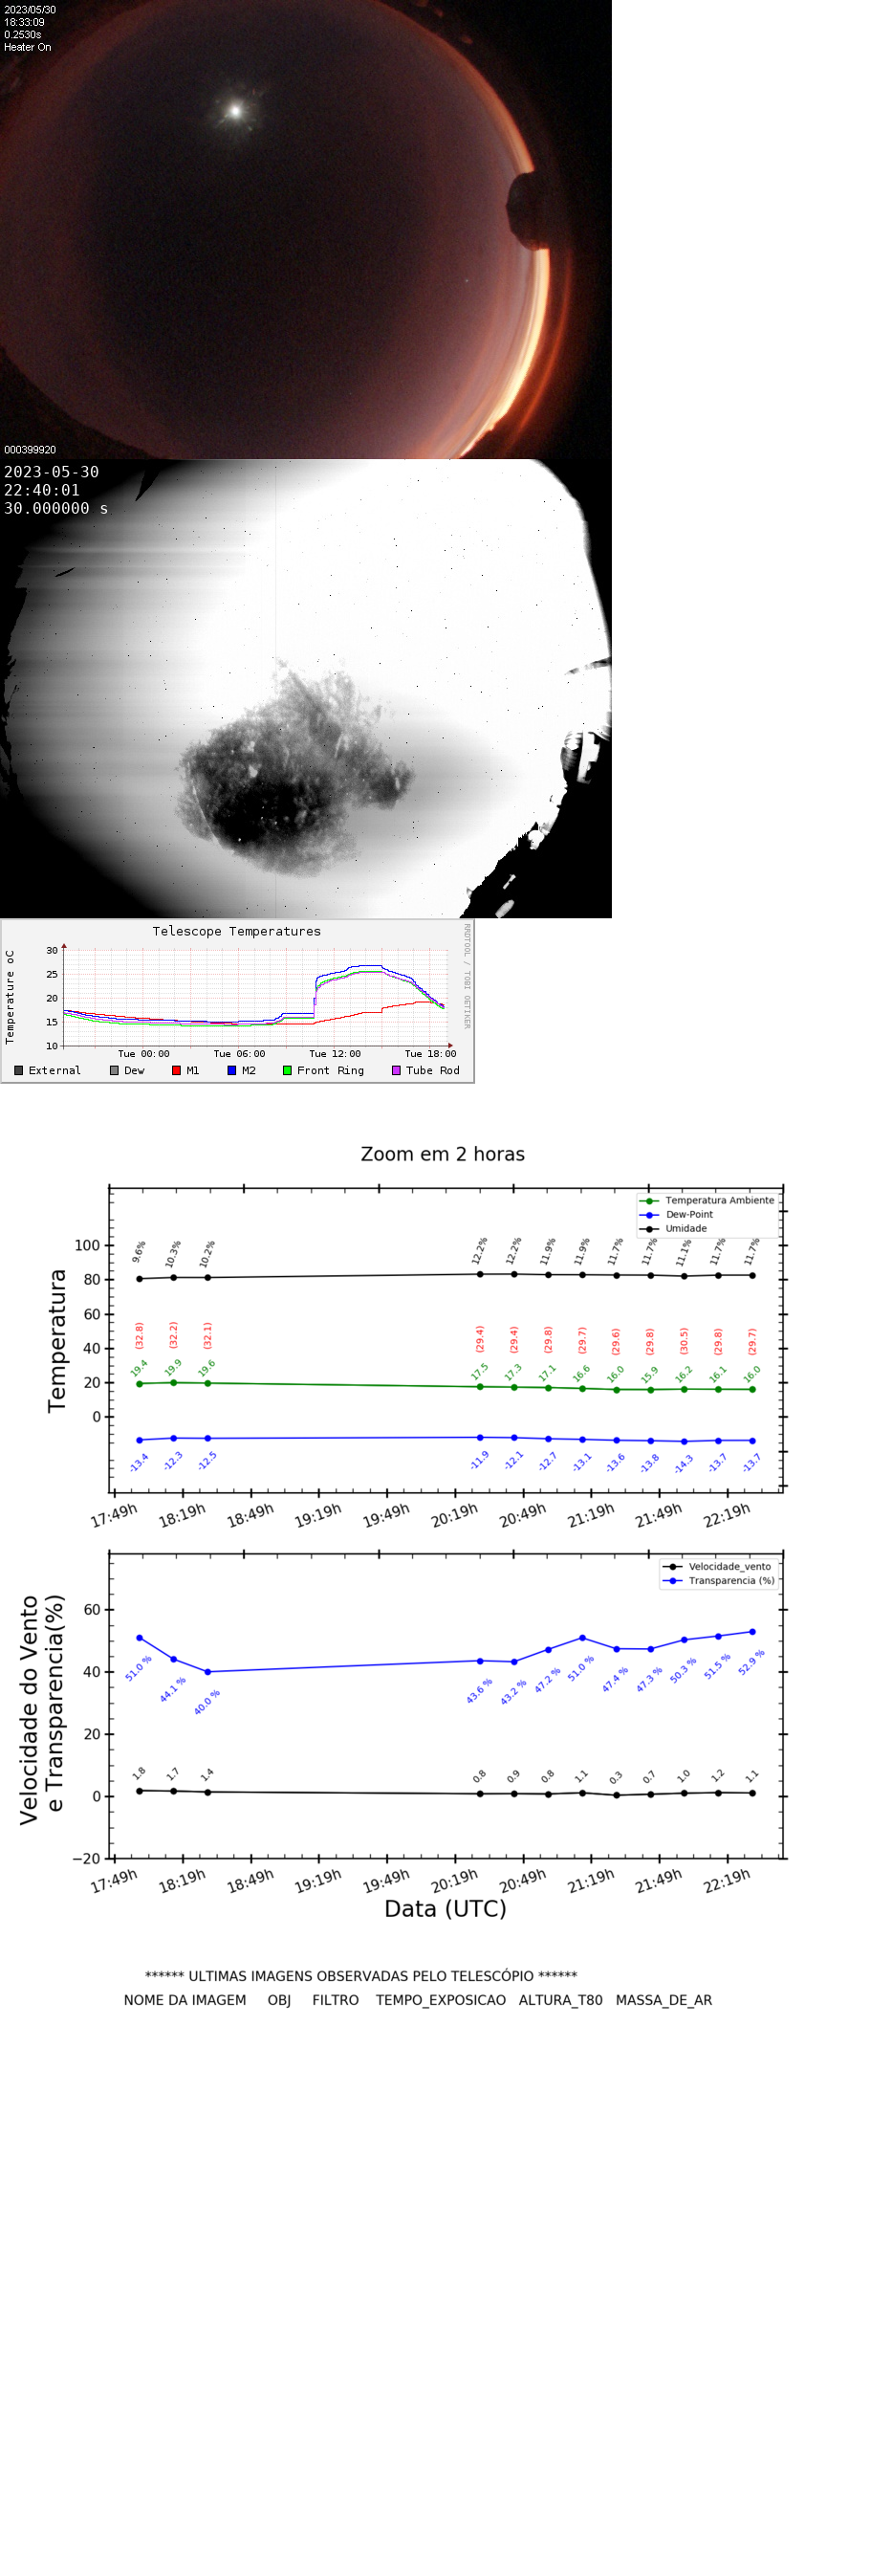 2023/05/30
18:33:09
0.2530s
Heater On
000399920
2023-05-30
22:40:01
30.000000 s
Telescope Temperatures
RRDTOOL / TOBI OETIKER
Temperature oC
30
25
20
15
10
Tue 00:00 Tue 06:00 Tue 12:00 Tue 18:00
External Dew M1 M2 Front Ring Tube Rod
Zoom em 2 horas
Temperatura Ambiente
Dew-Point
Umidade
Temperatura
100
80
60
40
20
0
9.6% 10.3% 10.2% 12.2% 12.2% 11.9% 11.9% 11.7% 11.7% 11.1% 11.7% 11.7%
(32.8) (32.2) (32.1) (29.4) (29.4) (29.8) (29.7) (29.6) (29.8) (30.5) (29.8) (29.7)
19.4 19.9 19.6 17.5 17.3 17.1 16.6 16.0 15.9 16.2 16.1 16.0
-13.4 -12.3 -12.5 -11.9 -12.1 -12.7 -13.1 -13.6 -13.8 -14.3 -13.7 -13.7
17:49h 18:19h 18:49h 19:19h 19:49h 20:19h 20:49h 21:19h 21:49h 22:19h
Velocidade_vento
Transparencia (%)
Velocidade do Vento
e Transparencia(%)
60
40
20
0
−20
51.0 % 44.1 % 40.0 % 43.6 % 43.2 % 47.2 % 51.0 % 47.4 % 47.3 % 50.3 % 51.5 % 52.9 %
1.8 1.7 1.4 0.8 0.9 0.8 1.1 0.3 0.7 1.0 1.2 1.1
17:49h 18:19h 18:49h 19:19h 19:49h 20:19h 20:49h 21:19h 21:49h 22:19h
Data (UTC)
****** ULTIMAS IMAGENS OBSERVADAS PELO TELESCÓPIO ******
NOME DA IMAGEM OBJ FILTRO TEMPO_EXPOSICAO ALTURA_T80 MASSA_DE_AR